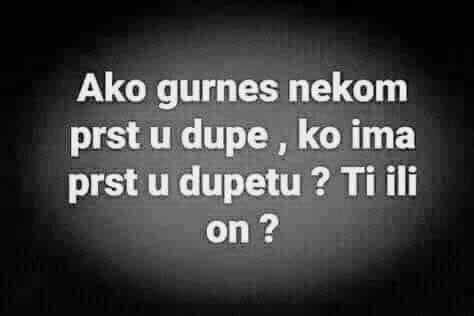 Ako gurnes nekom
prst u dupe , ko ima
prst u dupetu ? Ti ili
on ?